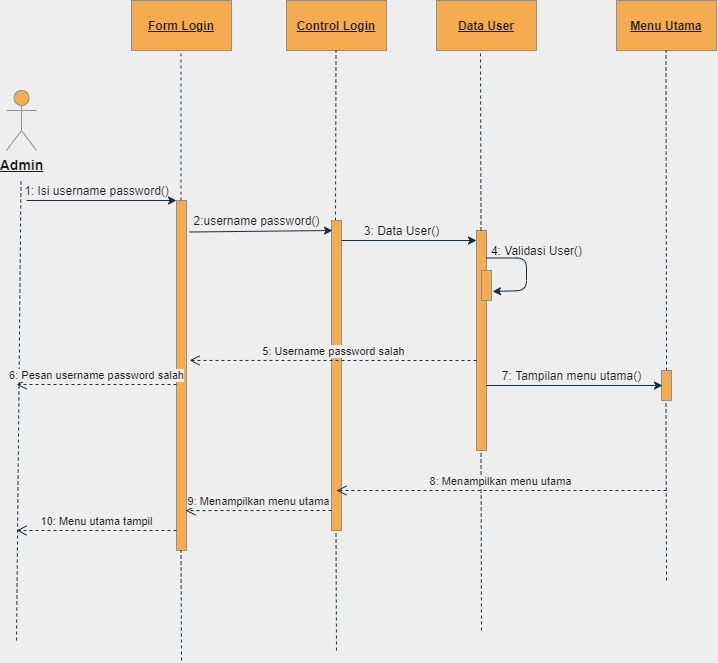 Form Login
Control Login
Data User
Menu Utama
Admin
1: Isi username password()
2:username password()
3: Data User()
4: Validasi User()
5: Username password salah
6: Pesan username password salah
7: Tampilan menu utama()
8: Menampilkan menu utama
9: Menampilkan menu utama
10: Menu utama tampil